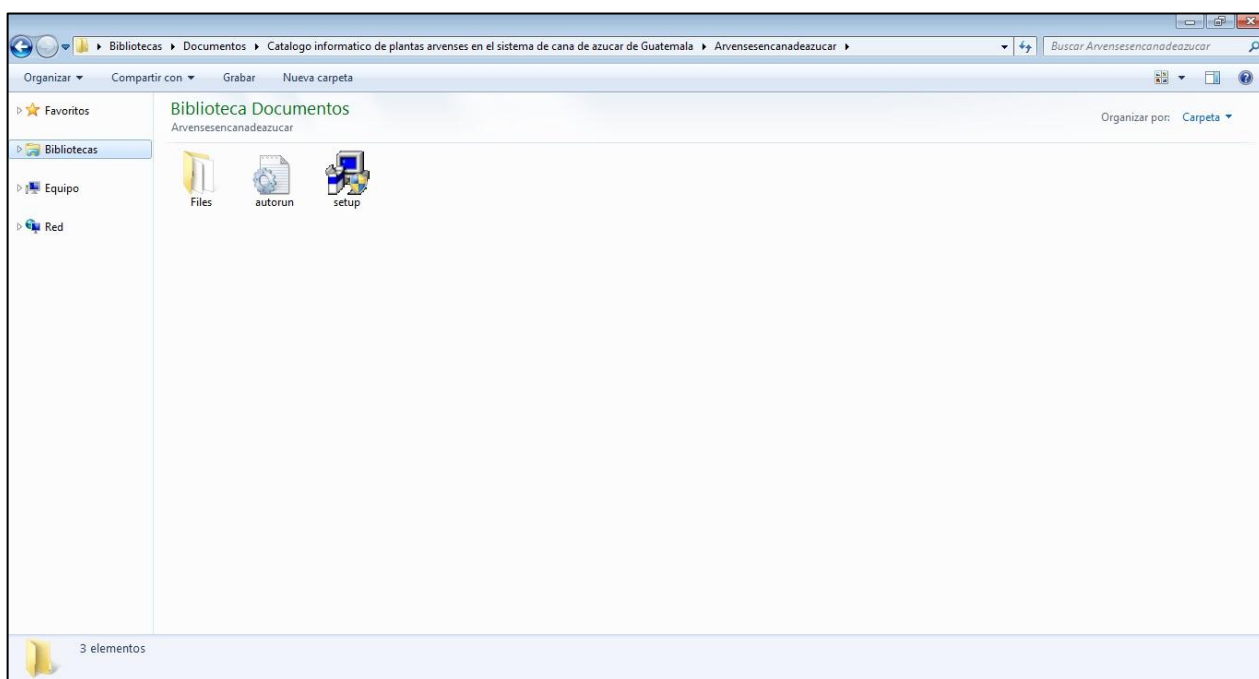 Bibliotecas ▸ Documentos ▸ Catalogo informatico de plantas arvenses en el sistema de cana de azucar de Guatemala ▸ Arvensesencanadeazucar ▸ Buscar Arvensesencanadeazucar
Organizar Compartir con Grabar Nueva carpeta
Favoritos
Bibliotecas
Equipo
Red
Biblioteca Documentos
Arvensesencanadeazucar
Organizar por: Carpeta
Files autorun setup
3 elementos